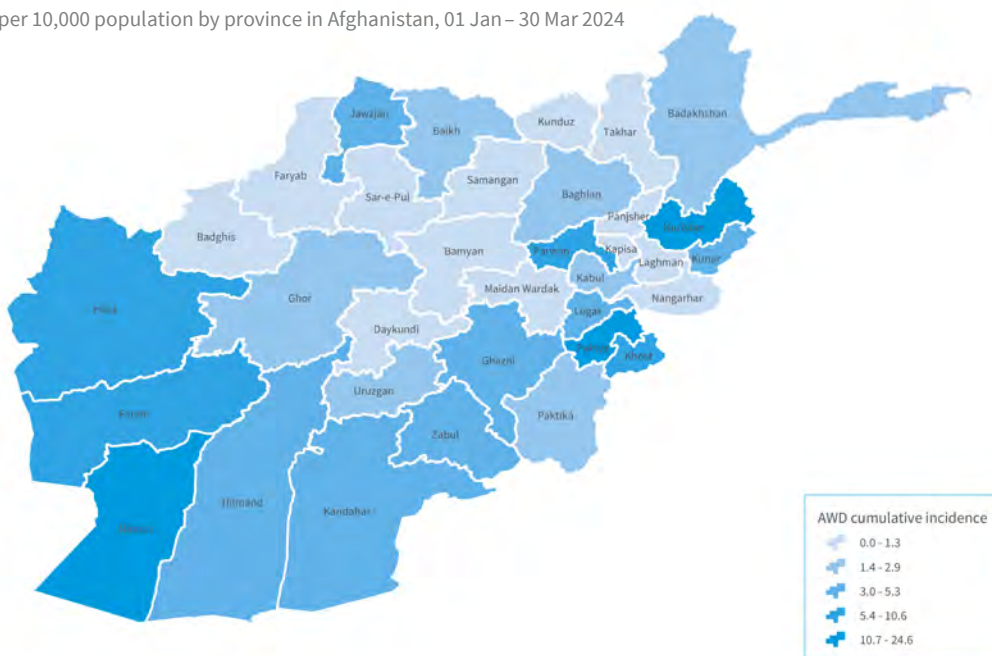 per 10,000 population by province in Afghanistan, 01 Jan – 30 Mar 2024
Jawzjan
Balkh
Kunduz
Takhar
Badakhshan
Faryab
Sar-e-Pul
Samangan
Baghlan
Panjsher
Badghis
Bamyan
Parwan
Kapisa
Laghman
Kunar
Ghor
Maidan Wardak
Kabul
Nangarhar
Daykundi
Logar
Ghazni
Khost
Uruzgan
Paktika
Farah
Zabul
Hilmand
Kandahar
AWD cumulative incidence
0.0 - 1.3
1.4 - 2.9
3.0 - 5.3
5.4 - 10.6
10.7 - 24.6